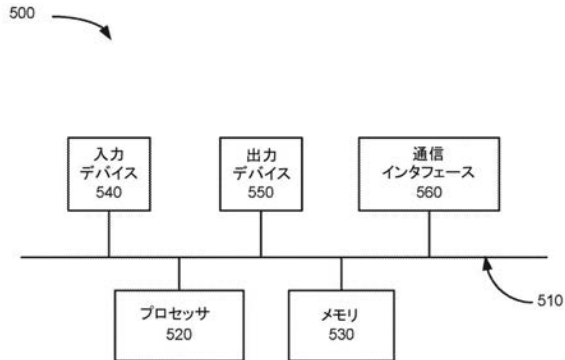 500
入力
デバイス
540
出力
デバイス
550
通信
インタフェース
560
510
プロセッサ
520
メモリ
530